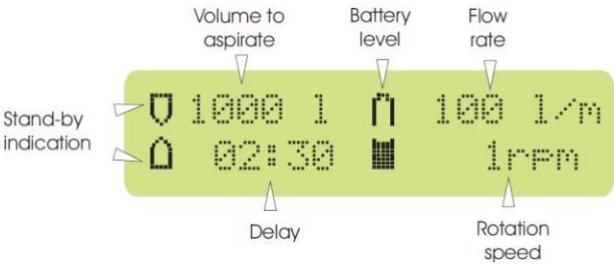 Volume to
aspirate
Battery
level
Flow
rate
Stand-by
indication
1000 l 100 l/m
02:30 1rpm
Delay
Rotation
speed